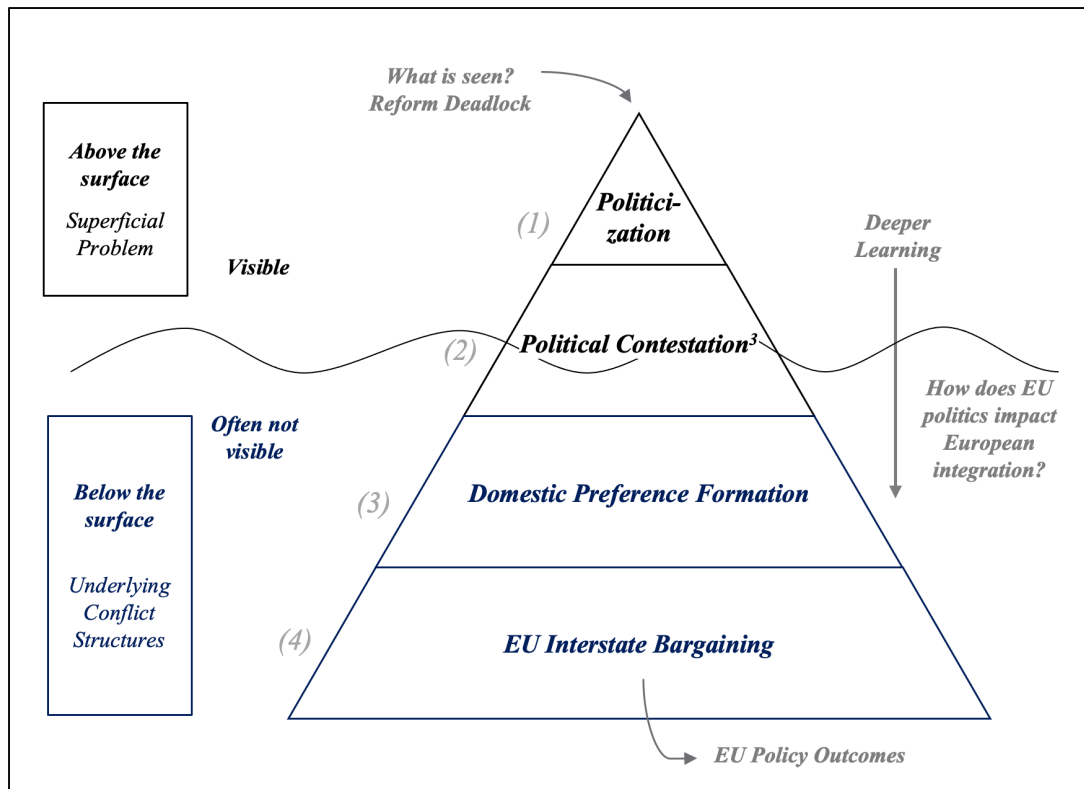 What is seen?
Reform Deadlock
Above the
surface
Superficial
Problem
Visible
(1)
Politici-
zation
Deeper
Learning
(2)
Political Contestation³
How does EU
politics impact
European
integration?
Often not
visible
Below the
surface
Underlying
Conflict
Structures
(3)
Domestic Preference Formation
(4)
EU Interstate Bargaining
EU Policy Outcomes